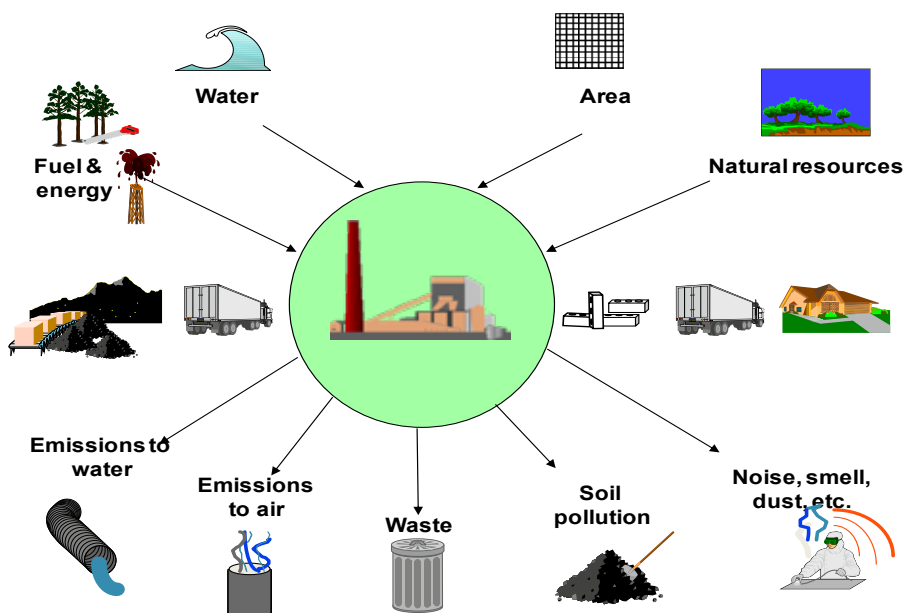 Water
Area
Fuel &
energy
Natural resources
Emissions to
water
Emissions
to air
Waste
Soil
pollution
Noise, smell,
dust, etc.